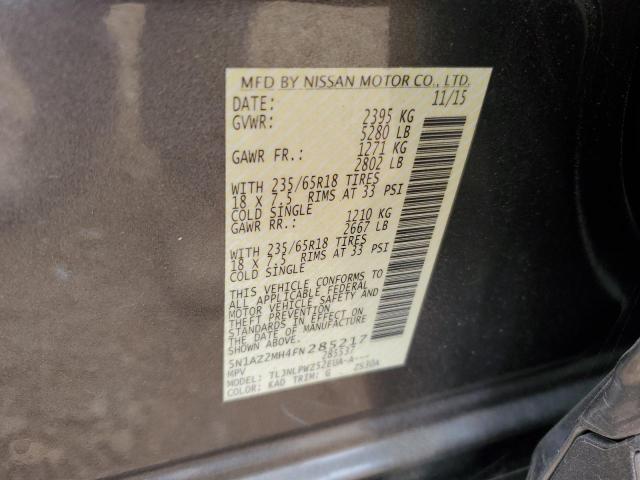 MFD BY NISSAN MOTOR CO., LTD.
DATE: 11/15
GVWR: 2395 KG
5280 LB
GAWR FR.: 1271 KG
2802 LB
WITH 235/65R18 TIRES
18 X 7.5 RIMS AT 33 PSI
COLD SINGLE
GAWR RR.: 1210 KG
2667 LB
WITH 235/65R18 TIRES
18 X 7.5 RIMS AT 33 PSI
COLD SINGLE
THIS VEHICLE CONFORMS TO
ALL APPLICABLE FEDERAL
MOTOR VEHICLE SAFETY AND
THEFT PREVENTION
STANDARDS IN EFFECT ON
THE DATE OF MANUFACTURE
SHOWN ABOVE.
5N1AZ2MH4FN285217
MPV 285537
MODEL: TLJNLPWZ52EUA-A---
COLOR: KAD TRIM: G ZS30A